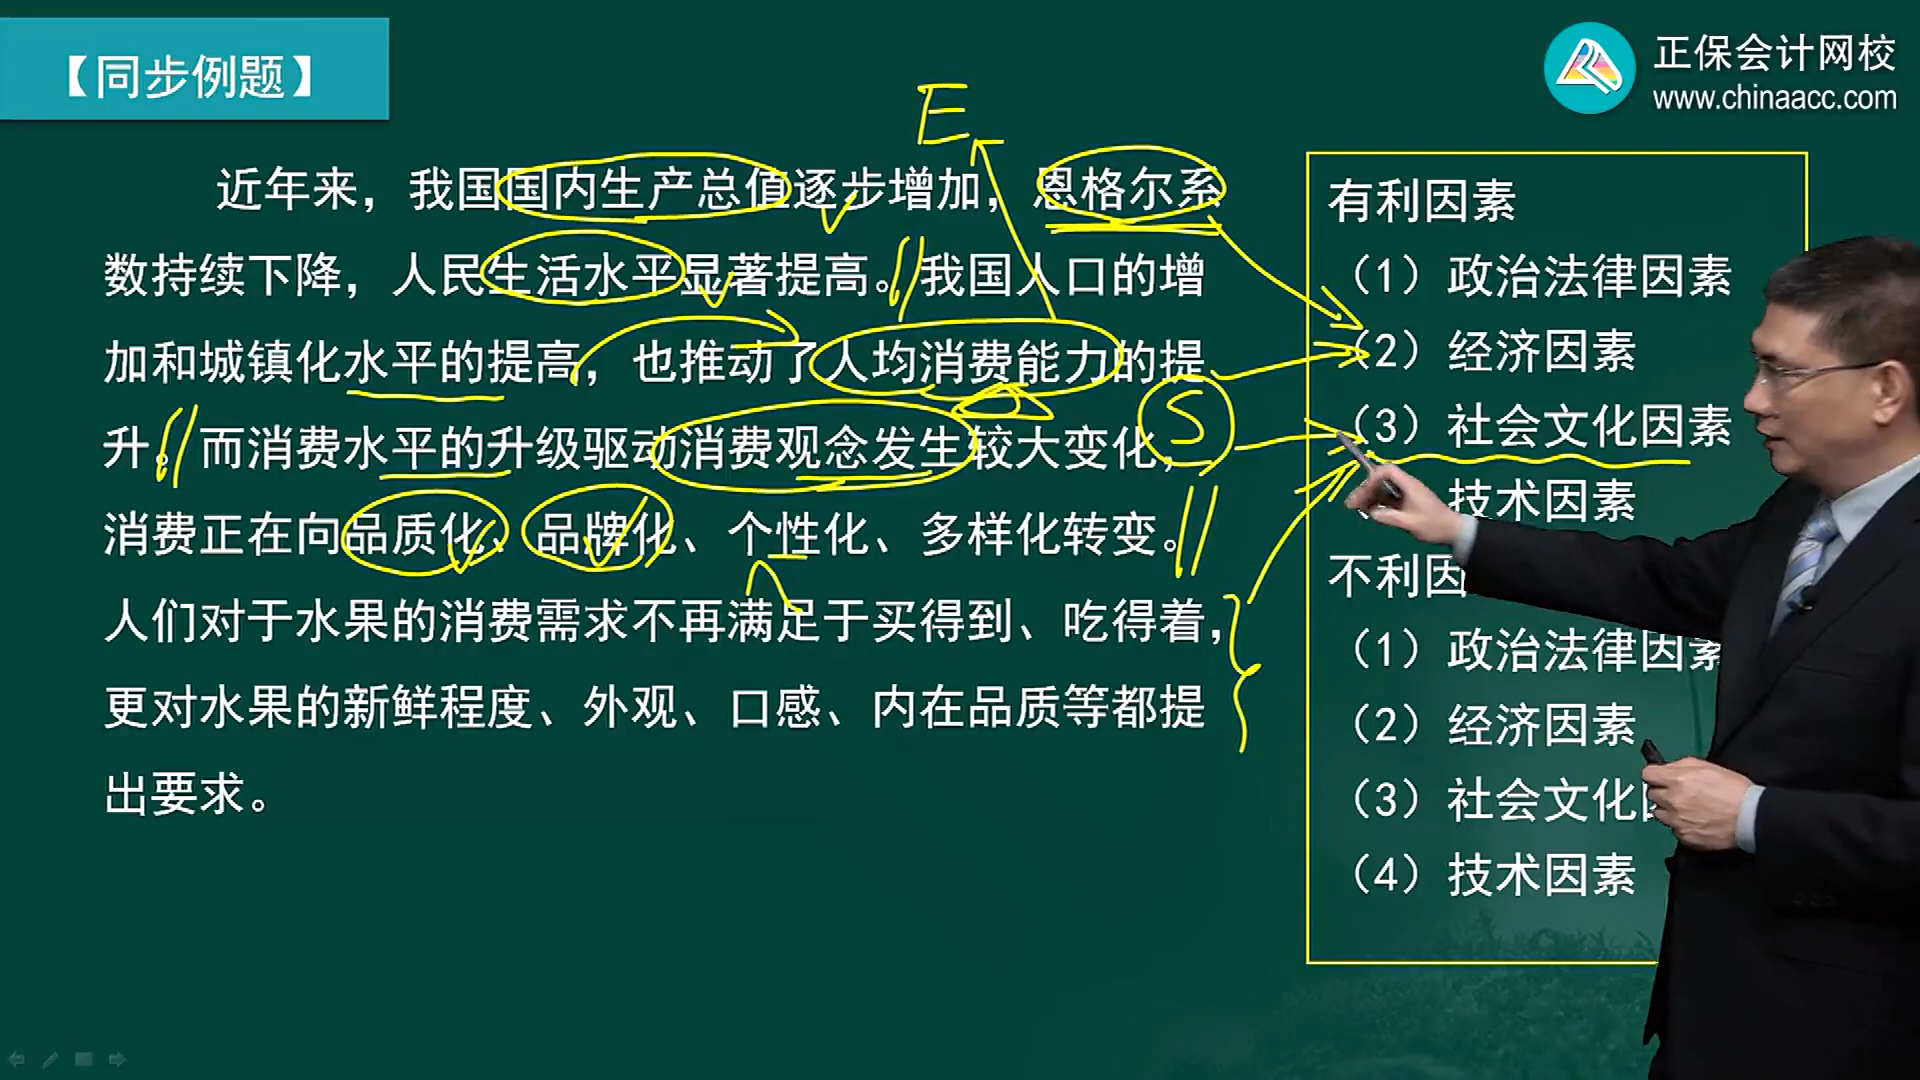 【同步例题】
正保会计网校
www.chinaacc.com
E
近年来，我国国内生产总值逐步增加，恩格尔系
数持续下降，人民生活水平显著提高。我国人口的增
加和城镇化水平的提高，也推动了人均消费能力的提
升。而消费水平的升级驱动消费观念发生较大变化，
S
消费正在向品质化、品牌化、个性化、多样化转变。
人们对于水果的消费需求不再满足于买得到、吃得着，
更对水果的新鲜程度、外观、口感、内在品质等都提
出要求。
有利因素
（1）政治法律因素
（2）经济因素
（3）社会文化因素
技术因素
不利因
（1）政治法律因素
（2）经济因素
（3）社会文化因
（4）技术因素